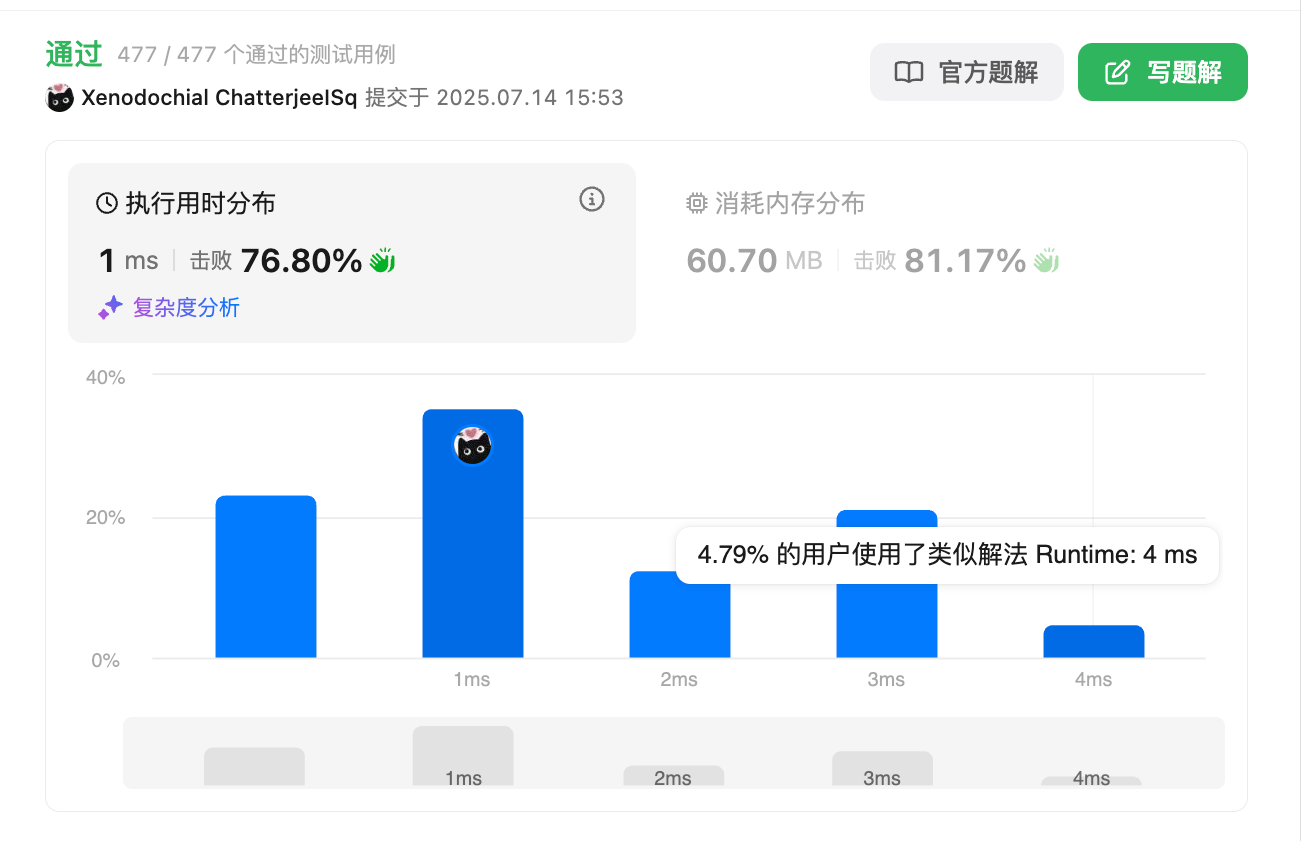 通过 477 / 477 个通过的测试用例
官方题解
写题解
Xenodochial ChatterjeeISq 提交于 2025.07.14 15:53
执行用时分布
1 ms 击败 76.80%
复杂度分析
消耗内存分布
60.70 MB 击败 81.17%
40%
20%
0%
4.79% 的用户使用了类似解法 Runtime: 4 ms
1ms 2ms 3ms 4ms
1ms 2ms 3ms 4ms